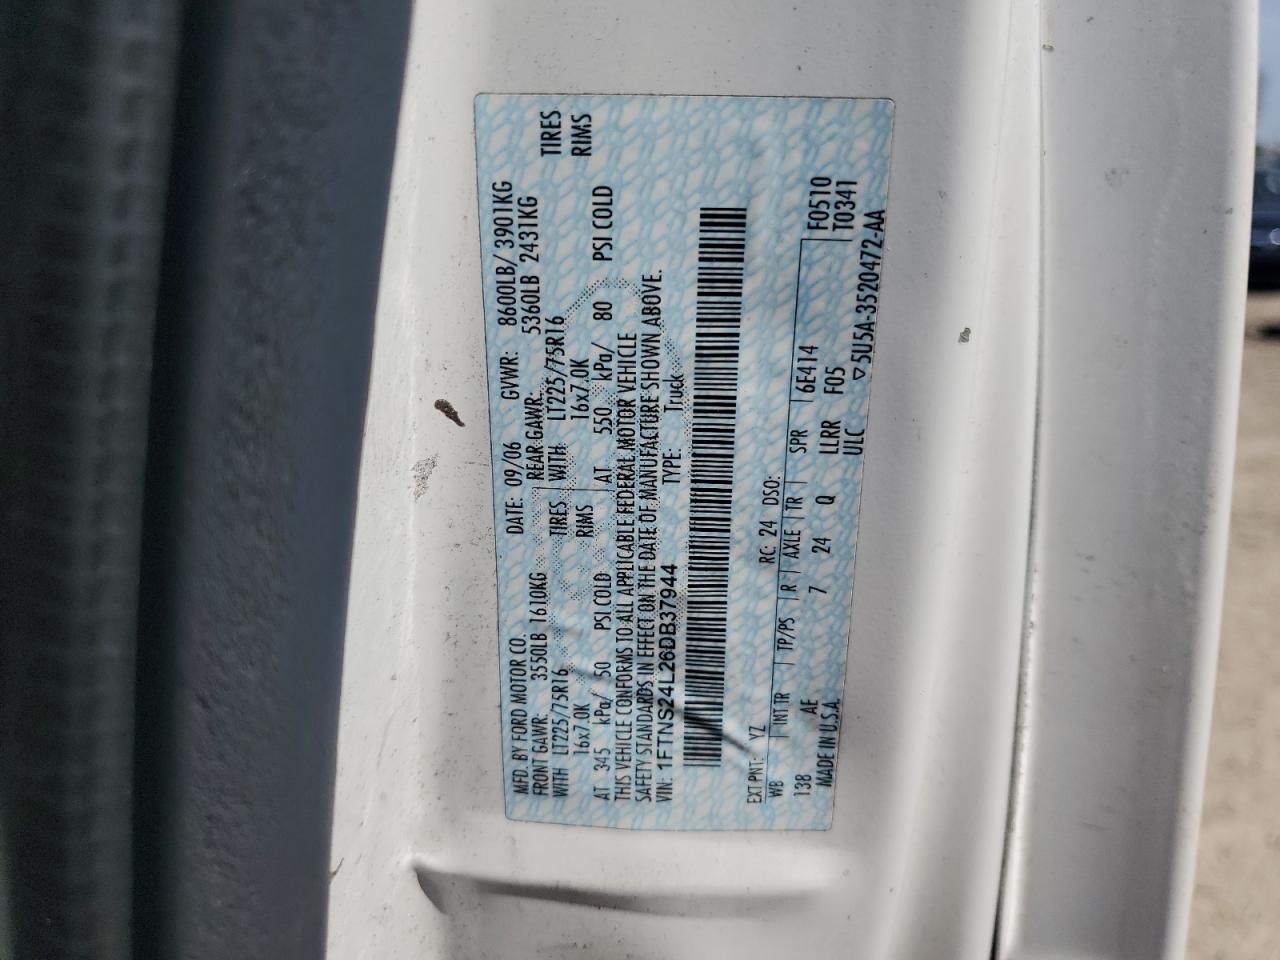 MFD. BY FORD MOTOR CO. DATE: 09/06 GVWR: 8600LB/ 3901KG
FRONT GAWR: 3550LB 1610KG REAR GAWR: 5360LB 2431KG
WITH LT225/75R16 TIRES WITH LT225/75R16 TIRES
16x7.0K RIMS 16x7.0K RIMS
AT 345 kPa/ 50 PSI COLD AT 550 kPa/ 80 PSI COLD
THIS VEHICLE CONFORMS TO ALL APPLICABLE FEDERAL MOTOR VEHICLE
SAFETY STANDARDS IN EFFECT ON THE DATE OF MANUFACTURE SHOWN ABOVE.
VIN: 1FTNS24L26DB37944 TYPE: Truck
EXT PNT: YZ RC: 24 DSO:
WB INT TR TP/PS R AXLE TR SPR 6E414 F0510
138 AE 7 24 Q LLRR F05 T0341
MADE IN U.S.A. ULC ▽5U5A-3520472-AA